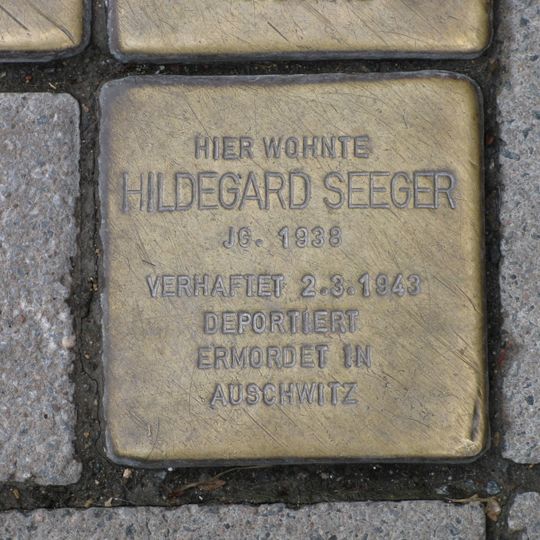 HIER WOHNTE
HILDEGARD SEEGER
JG. 1938
VERHAFTET 2.3.1943
DEPORTIERT
ERMORDET IN
AUSCHWITZ